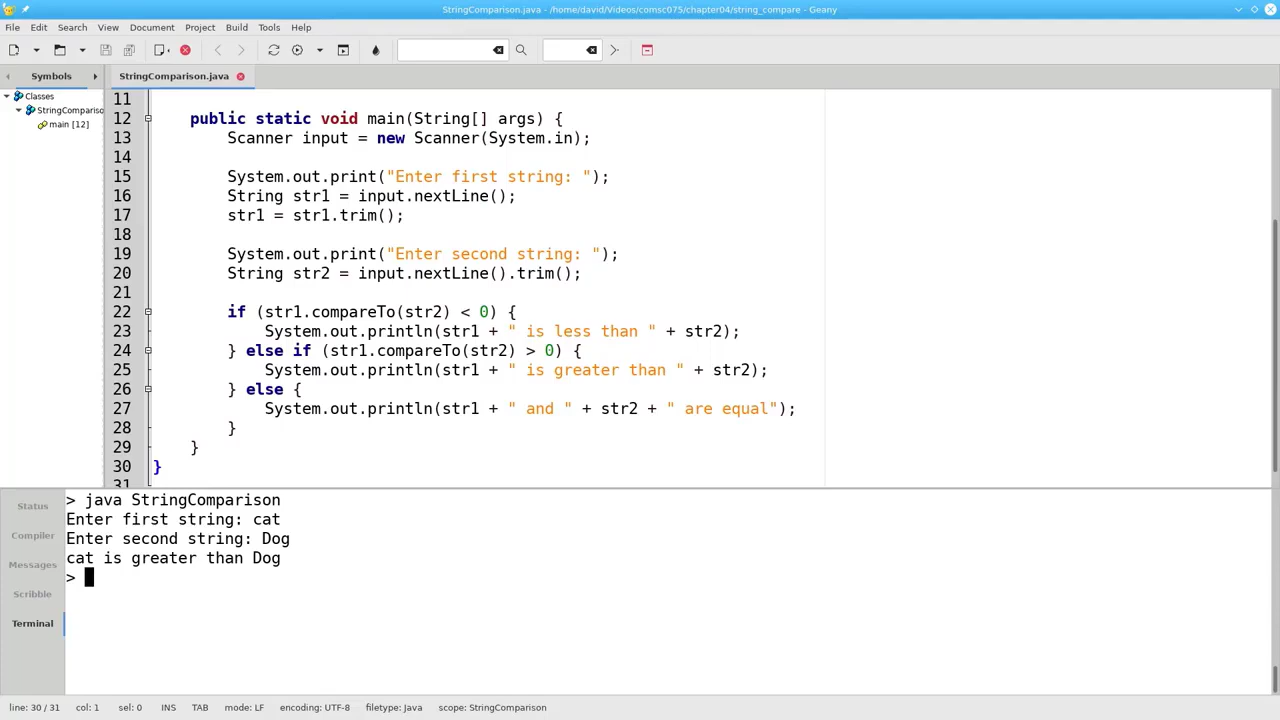 StringComparison.java - /home/david/Videos/comsc075/chapter04/string_compare - Geany
File Edit Search View Document Project Build Tools Help
Symbols
StringComparison.java
Classes
StringCompariso
main [12]
11
12 public static void main(String[] args) {
13 Scanner input = new Scanner(System.in);
14
15 System.out.print("Enter first string: ");
16 String str1 = input.nextLine();
17 str1 = str1.trim();
18
19 System.out.print("Enter second string: ");
20 String str2 = input.nextLine().trim();
21
22 if (str1.compareTo(str2) < 0) {
23 System.out.println(str1 + " is less than " + str2);
24 } else if (str1.compareTo(str2) > 0) {
25 System.out.println(str1 + " is greater than " + str2);
26 } else {
27 System.out.println(str1 + " and " + str2 + " are equal");
28 }
29 }
30 }
31
Status
Compiler
Messages
Scribble
Terminal
> java StringComparison
Enter first string: cat
Enter second string: Dog
cat is greater than Dog
>
line: 30 / 31 col: 1 sel: 0 INS TAB mode: LF encoding: UTF-8 filetype: Java scope: StringComparison